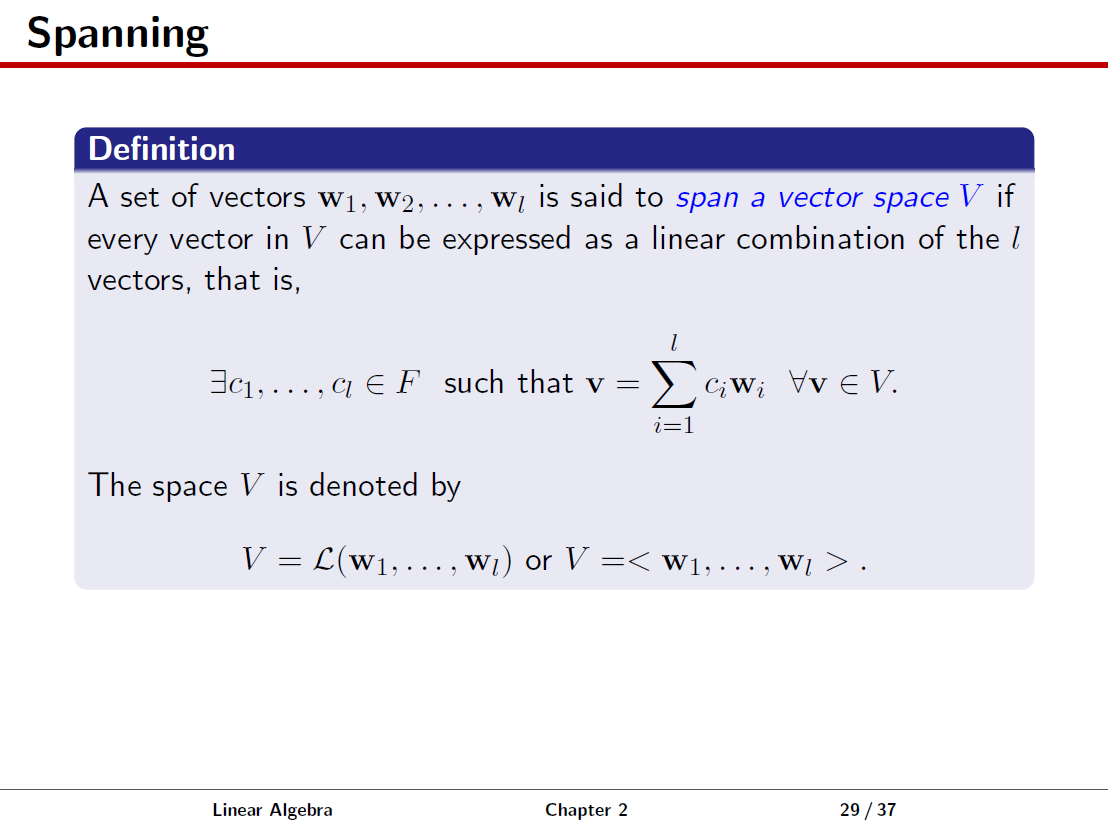 Spanning
Definition
A set of vectors w₁, w₂, . . . , wₗ is said to span a vector space V if
every vector in V can be expressed as a linear combination of the l
vectors, that is,
∃c₁, . . . , cₗ ∈ F such that v = ∑_{i=1}^{l} cᵢwᵢ ∀v ∈ V.
The space V is denoted by
V = ℒ(w₁, . . . , wₗ) or V =< w₁, . . . , wₗ > .
Linear Algebra Chapter 2 29 / 37